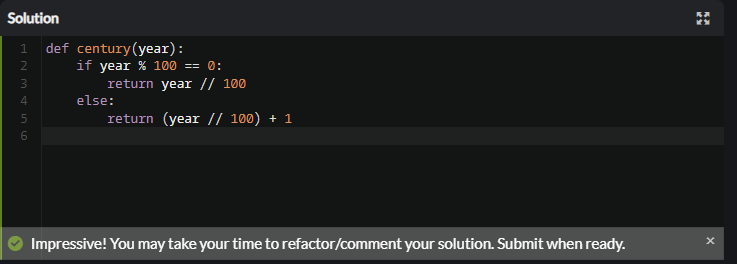 Solution
1 def century(year):
2     if year % 100 == 0:
3         return year // 100
4     else:
5         return (year // 100) + 1
6
Impressive! You may take your time to refactor/comment your solution. Submit when ready. ×